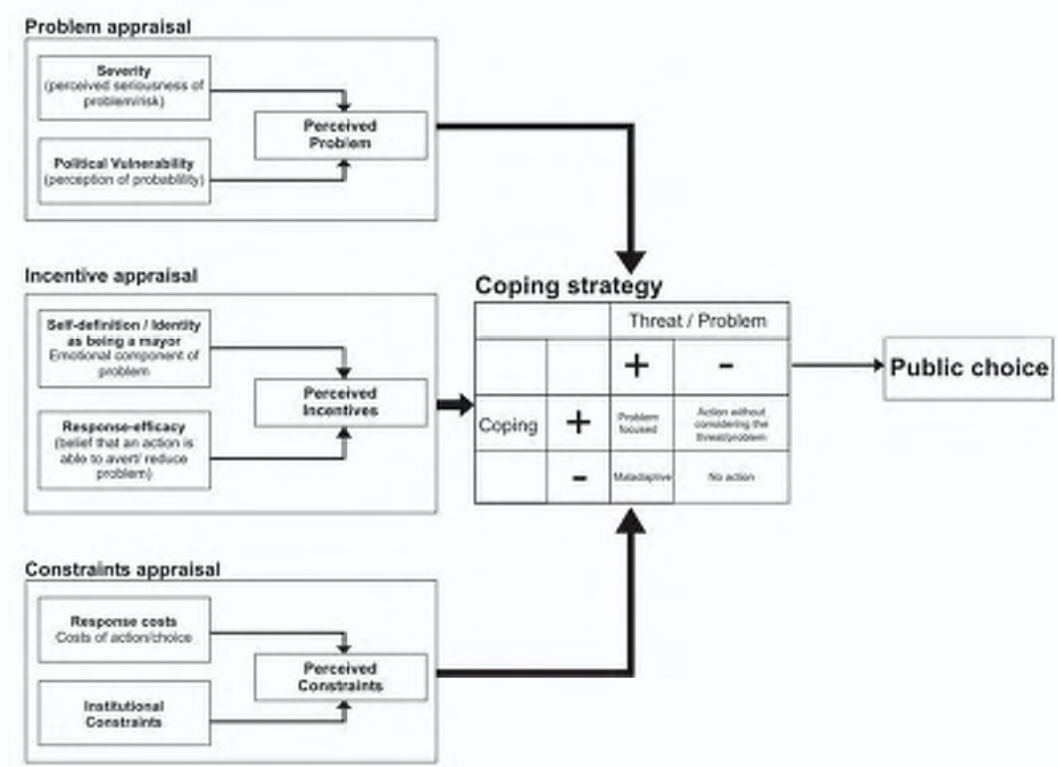 Problem appraisal
Severity
(perceived seriousness of
problem/risk)
Perceived
Problem
Political Vulnerability
(perception of probablility)
Incentive appraisal
Self-definition / Identity
as being a mayor
Emotional component of
problem
Perceived
Incentives
Response-efficacy
(belief that an action is
able to avert/ reduce
problem)
Coping strategy
Threat / Problem
+ -
Coping + Problem focused Action without considering the threat/problem
- Maladaptive No action
Public choice
Constraints appraisal
Response costs
Costs of action/choice
Perceived
Constraints
Institutional
Constraints